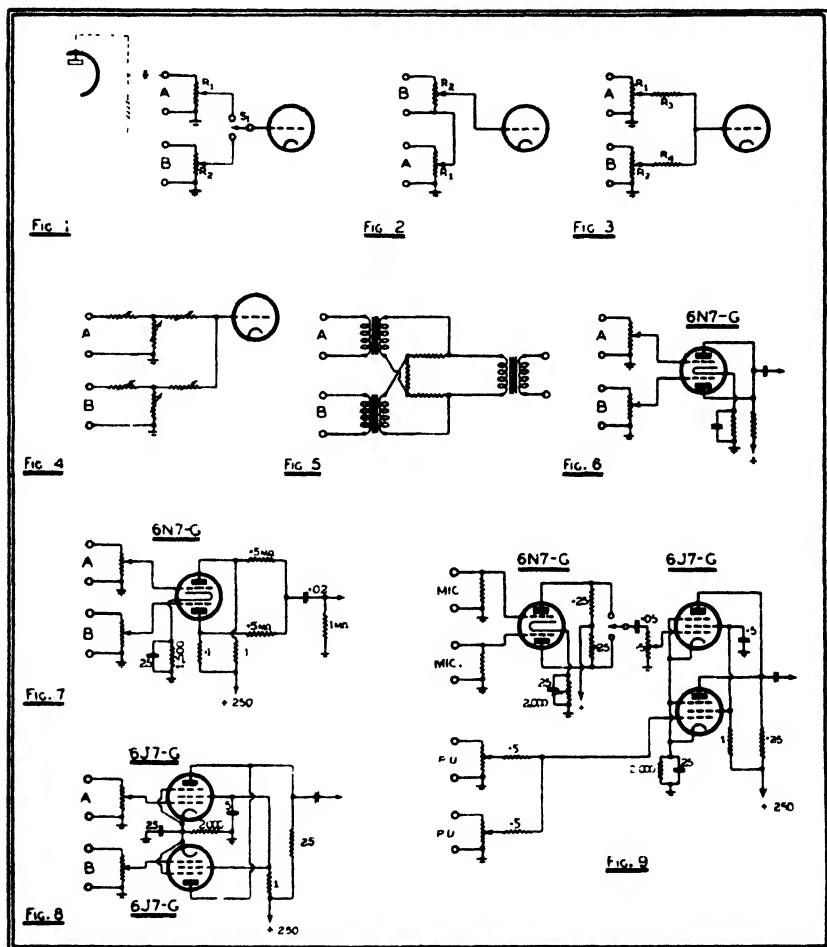 A
R₁
S₁
B
R₂
FIG 1
B
R₂
A
R₁
FIG 2
A
R₁
R₃
B
R₂
R₄
FIG 3
A
B
FIG 4
A
B
FIG 5
6N7-G
A
B
+
FIG. 6
6N7-G
A
B
.5MΩ
.5MΩ
.02
1MΩ
25
1,500
.1
.1
+ 250
FIG. 7
6J7-G
A
B
25
2000
.5
.25
1
6J7-G
+ 250
FIG. 8
6N7-G
6J7-G
MIC
MIC.
.25
.25
.05
.5
.5
25
2,000
+
P.U
.5
P.U
.5
2,000
25
1
.25
+ 250
FIG. 9